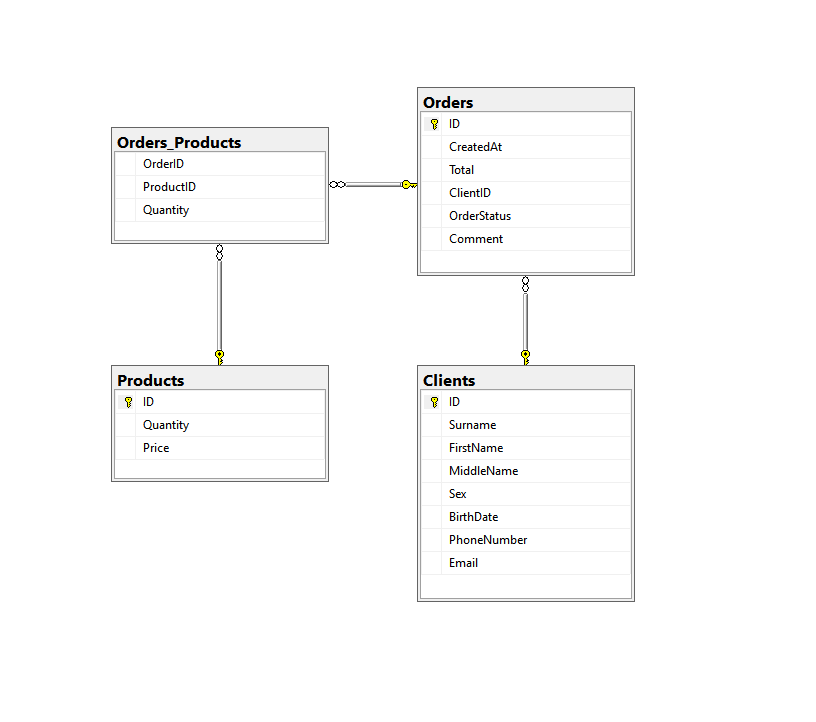 Orders_Products
OrderID
ProductID
Quantity
Orders
ID
CreatedAt
Total
ClientID
OrderStatus
Comment
Products
ID
Quantity
Price
Clients
ID
Surname
FirstName
MiddleName
Sex
BirthDate
PhoneNumber
Email